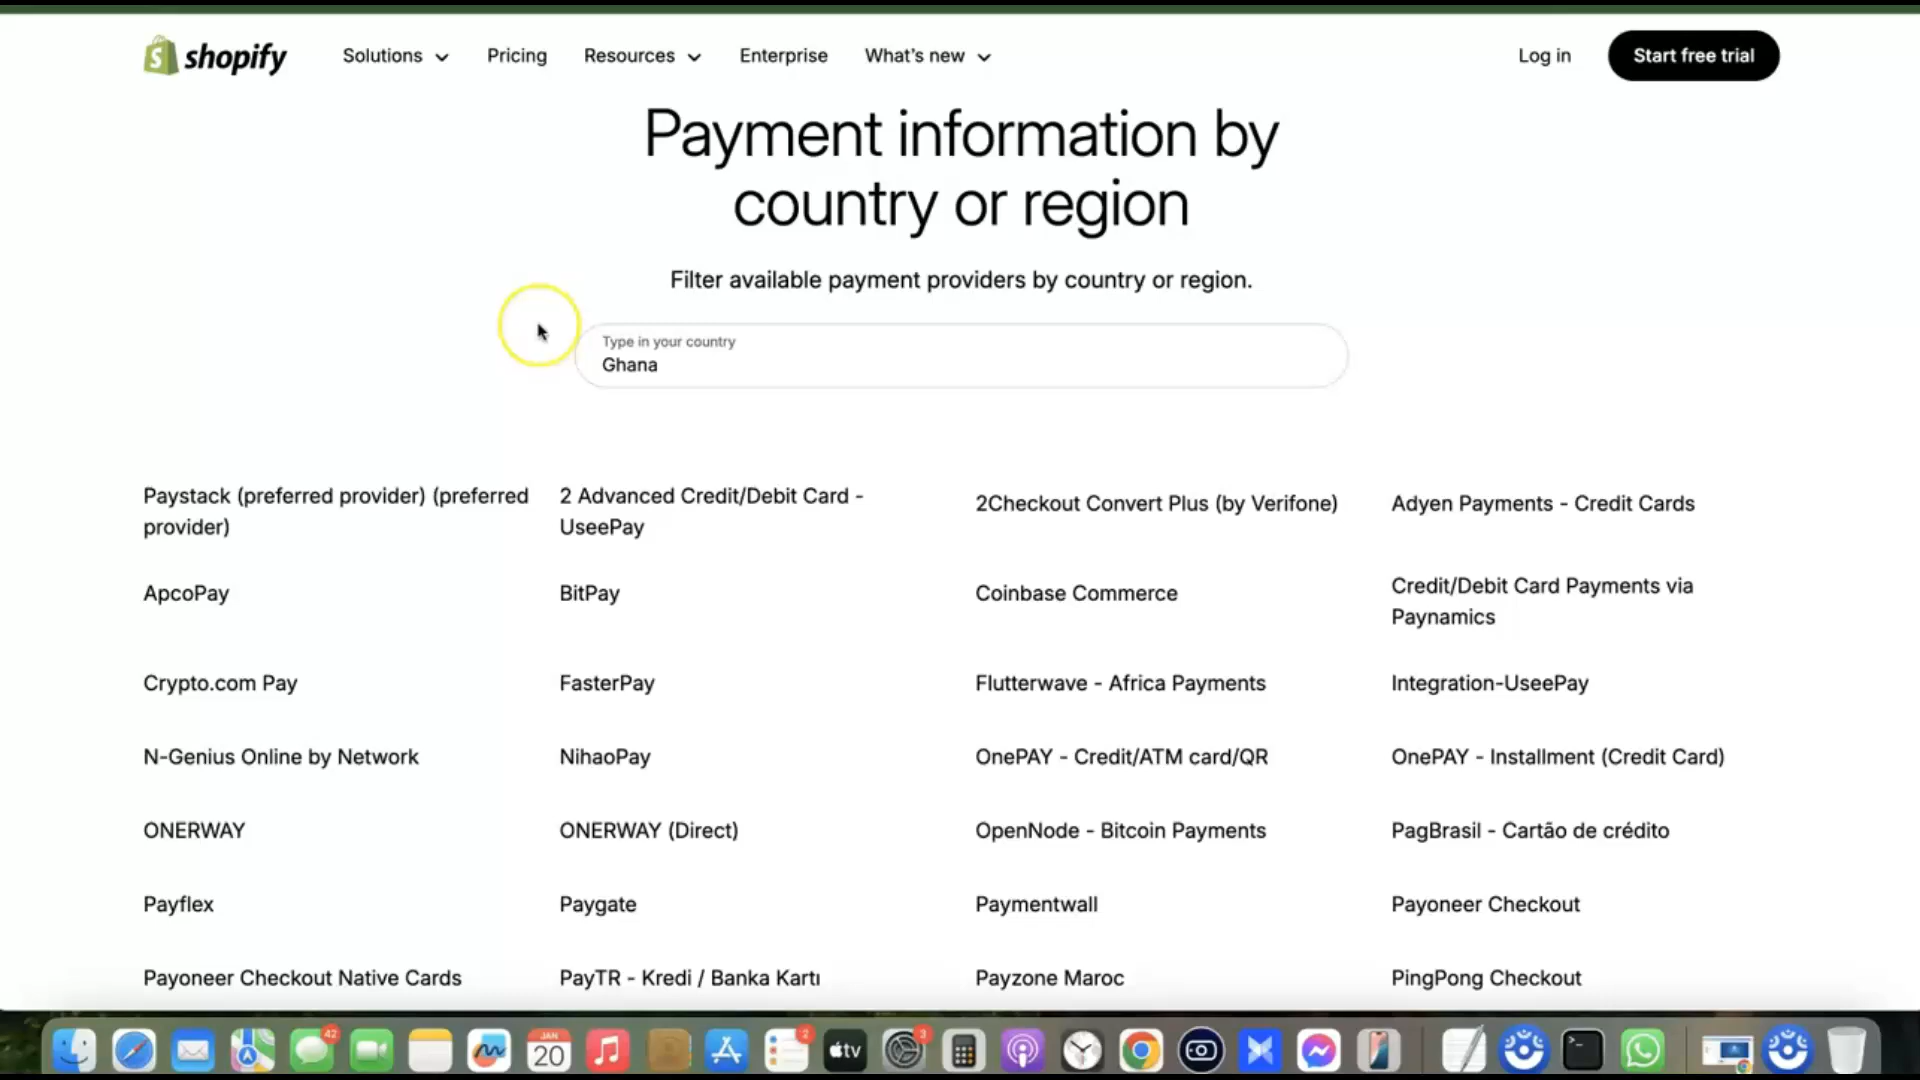 shopify
Solutions
Pricing
Resources
Enterprise
What's new
Log in
Start free trial
Payment information by
country or region
Filter available payment providers by country or region.
Type in your country
Ghana
Paystack (preferred provider) (preferred
provider)
2 Advanced Credit/Debit Card -
UseePay
2Checkout Convert Plus (by Verifone)
Adyen Payments - Credit Cards
ApcoPay
BitPay
Coinbase Commerce
Credit/Debit Card Payments via
Paynamics
Crypto.com Pay
FasterPay
Flutterwave - Africa Payments
Integration-UseePay
N-Genius Online by Network
NihaoPay
OnePAY - Credit/ATM card/QR
OnePAY - Installment (Credit Card)
ONERWAY
ONERWAY (Direct)
OpenNode - Bitcoin Payments
PagBrasil - Cartão de crédito
Payflex
Paygate
Paymentwall
Payoneer Checkout
Payoneer Checkout Native Cards
PayTR - Kredi / Banka Kartı
Payzone Maroc
PingPong Checkout
42
JAN
20
2
tv
3